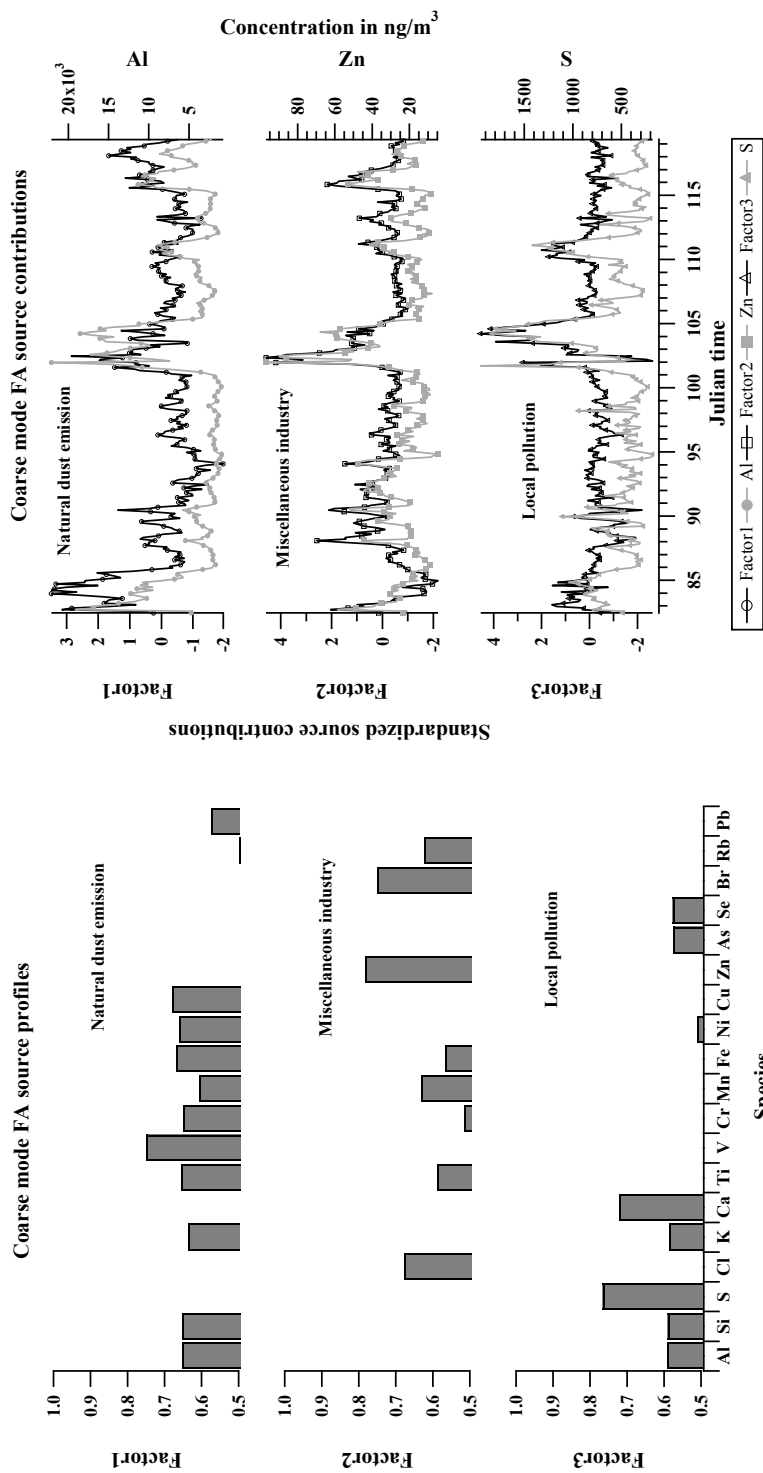 Coarse mode FA source profiles
Factor1
1.0
0.9
0.8
0.7
0.6
0.5
Natural dust emission
Factor2
1.0
0.9
0.8
0.7
0.6
0.5
Miscellaneous industry
Factor3
1.0
0.9
0.8
0.7
0.6
0.5
Local pollution
Al Si S Cl K Ca Ti V Cr Mn Fe Ni Cu Zn As Se Br Rb Pb
Species
Coarse mode FA source contributions
Standardized source contributions
Concentration in ng/m³
Factor1
3
2
1
0
-1
-2
Natural dust emission
Al
20x10³
15
10
5
Factor2
4
2
0
-2
Miscellaneous industry
Zn
80
60
40
20
Factor3
4
2
0
-2
Local pollution
S
1500
1000
500
85 90 95 100 105 110 115
Julian time
Factor1 Al Factor2 Zn Factor3 S